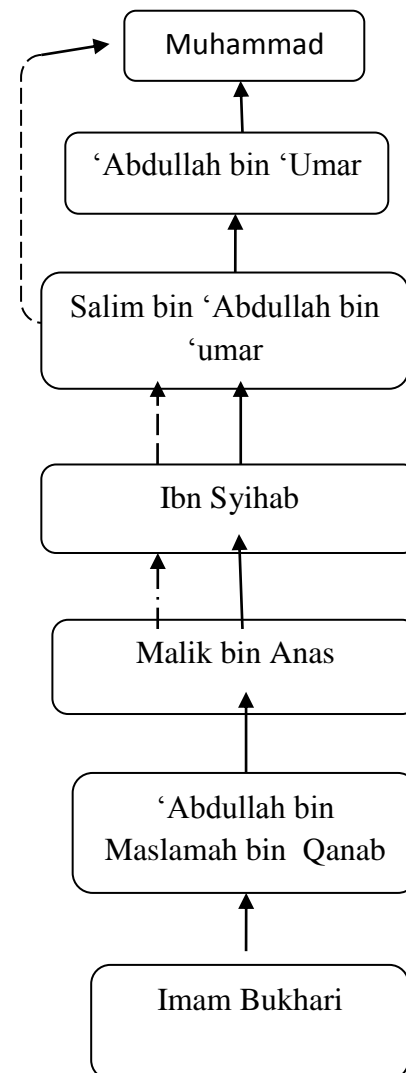 Muhammad
‘Abdullah bin ‘Umar
Salim bin ‘Abdullah bin
‘umar
Ibn Syihab
Malik bin Anas
‘Abdullah bin
Maslamah bin Qanab
Imam Bukhari